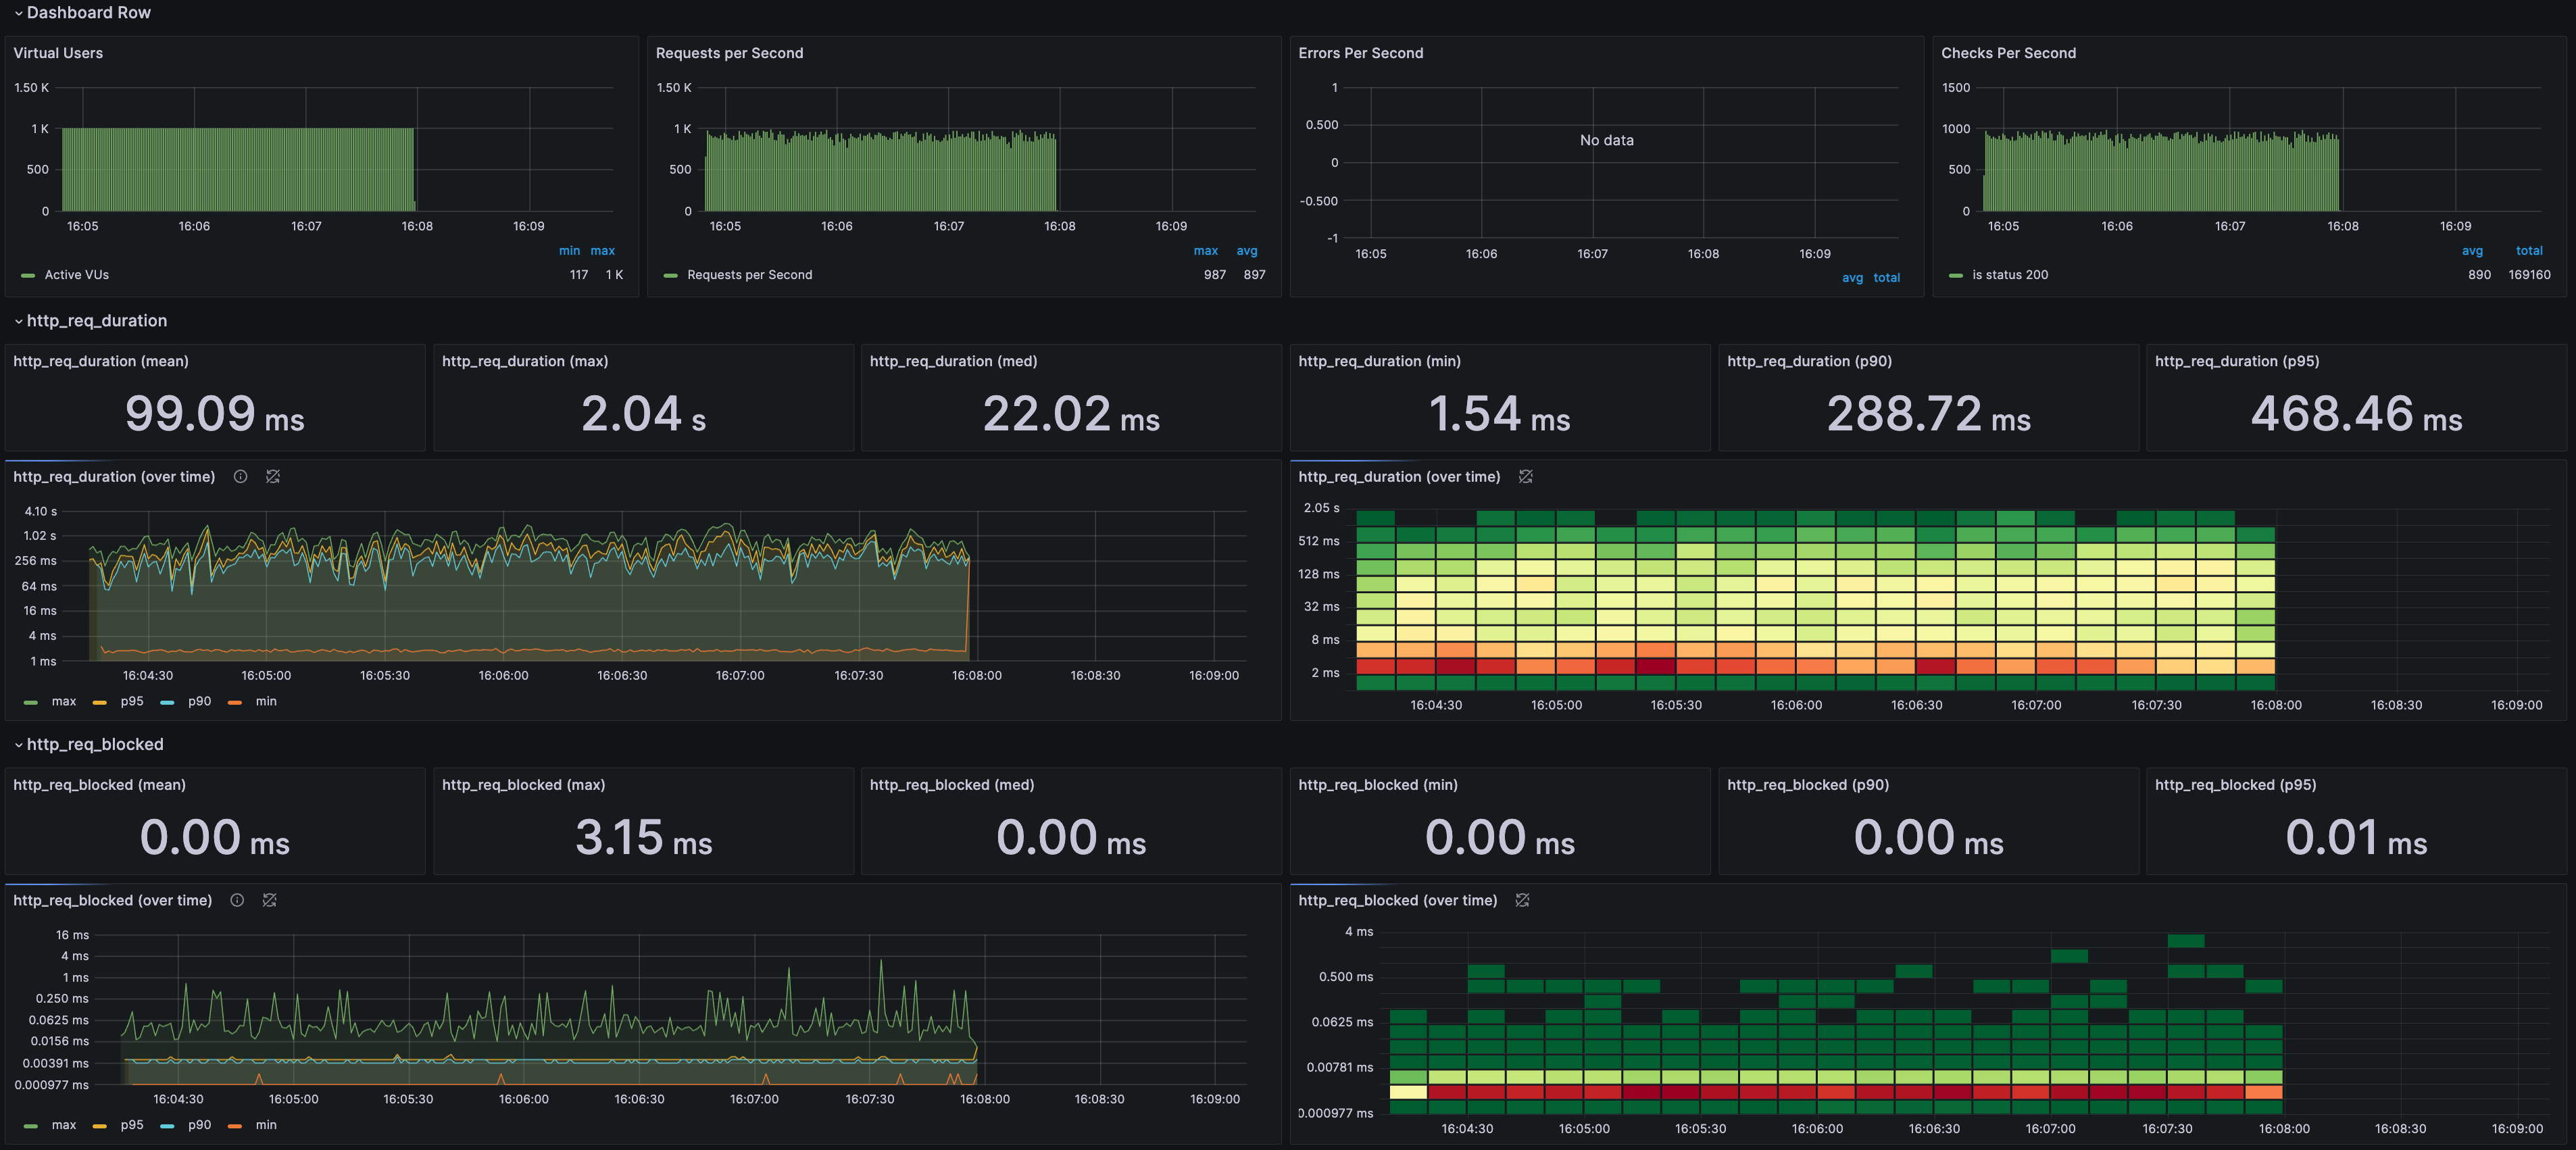 Dashboard Row
Virtual Users
1.50 K
1 K
500
0
16:05 16:06 16:07 16:08 16:09
min max
Active VUs 117 1 K
Requests per Second
1.50 K
1 K
500
0
16:05 16:06 16:07 16:08 16:09
max avg
Requests per Second 987 897
Errors Per Second
1
0.500
0
-0.500
-1
No data
16:05 16:06 16:07 16:08 16:09
avg total
Checks Per Second
1500
1000
500
0
16:05 16:06 16:07 16:08 16:09
avg total
is status 200 890 169160
http_req_duration
http_req_duration (mean)
99.09 ms
http_req_duration (max)
2.04 s
http_req_duration (med)
22.02 ms
http_req_duration (min)
1.54 ms
http_req_duration (p90)
288.72 ms
http_req_duration (p95)
468.46 ms
http_req_duration (over time)
4.10 s
1.02 s
256 ms
64 ms
16 ms
4 ms
1 ms
16:04:30 16:05:00 16:05:30 16:06:00 16:06:30 16:07:00 16:07:30 16:08:00 16:08:30 16:09:00
max p95 p90 min
http_req_duration (over time)
2.05 s
512 ms
128 ms
32 ms
8 ms
2 ms
16:04:30 16:05:00 16:05:30 16:06:00 16:06:30 16:07:00 16:07:30 16:08:00 16:08:30 16:09:00
http_req_blocked
http_req_blocked (mean)
0.00 ms
http_req_blocked (max)
3.15 ms
http_req_blocked (med)
0.00 ms
http_req_blocked (min)
0.00 ms
http_req_blocked (p90)
0.00 ms
http_req_blocked (p95)
0.01 ms
http_req_blocked (over time)
16 ms
4 ms
1 ms
0.250 ms
0.0625 ms
0.0156 ms
0.00391 ms
0.000977 ms
16:04:30 16:05:00 16:05:30 16:06:00 16:06:30 16:07:00 16:07:30 16:08:00 16:08:30 16:09:00
max p95 p90 min
http_req_blocked (over time)
4 ms
0.500 ms
0.0625 ms
0.00781 ms
0.000977 ms
16:04:30 16:05:00 16:05:30 16:06:00 16:06:30 16:07:00 16:07:30 16:08:00 16:08:30 16:09:00